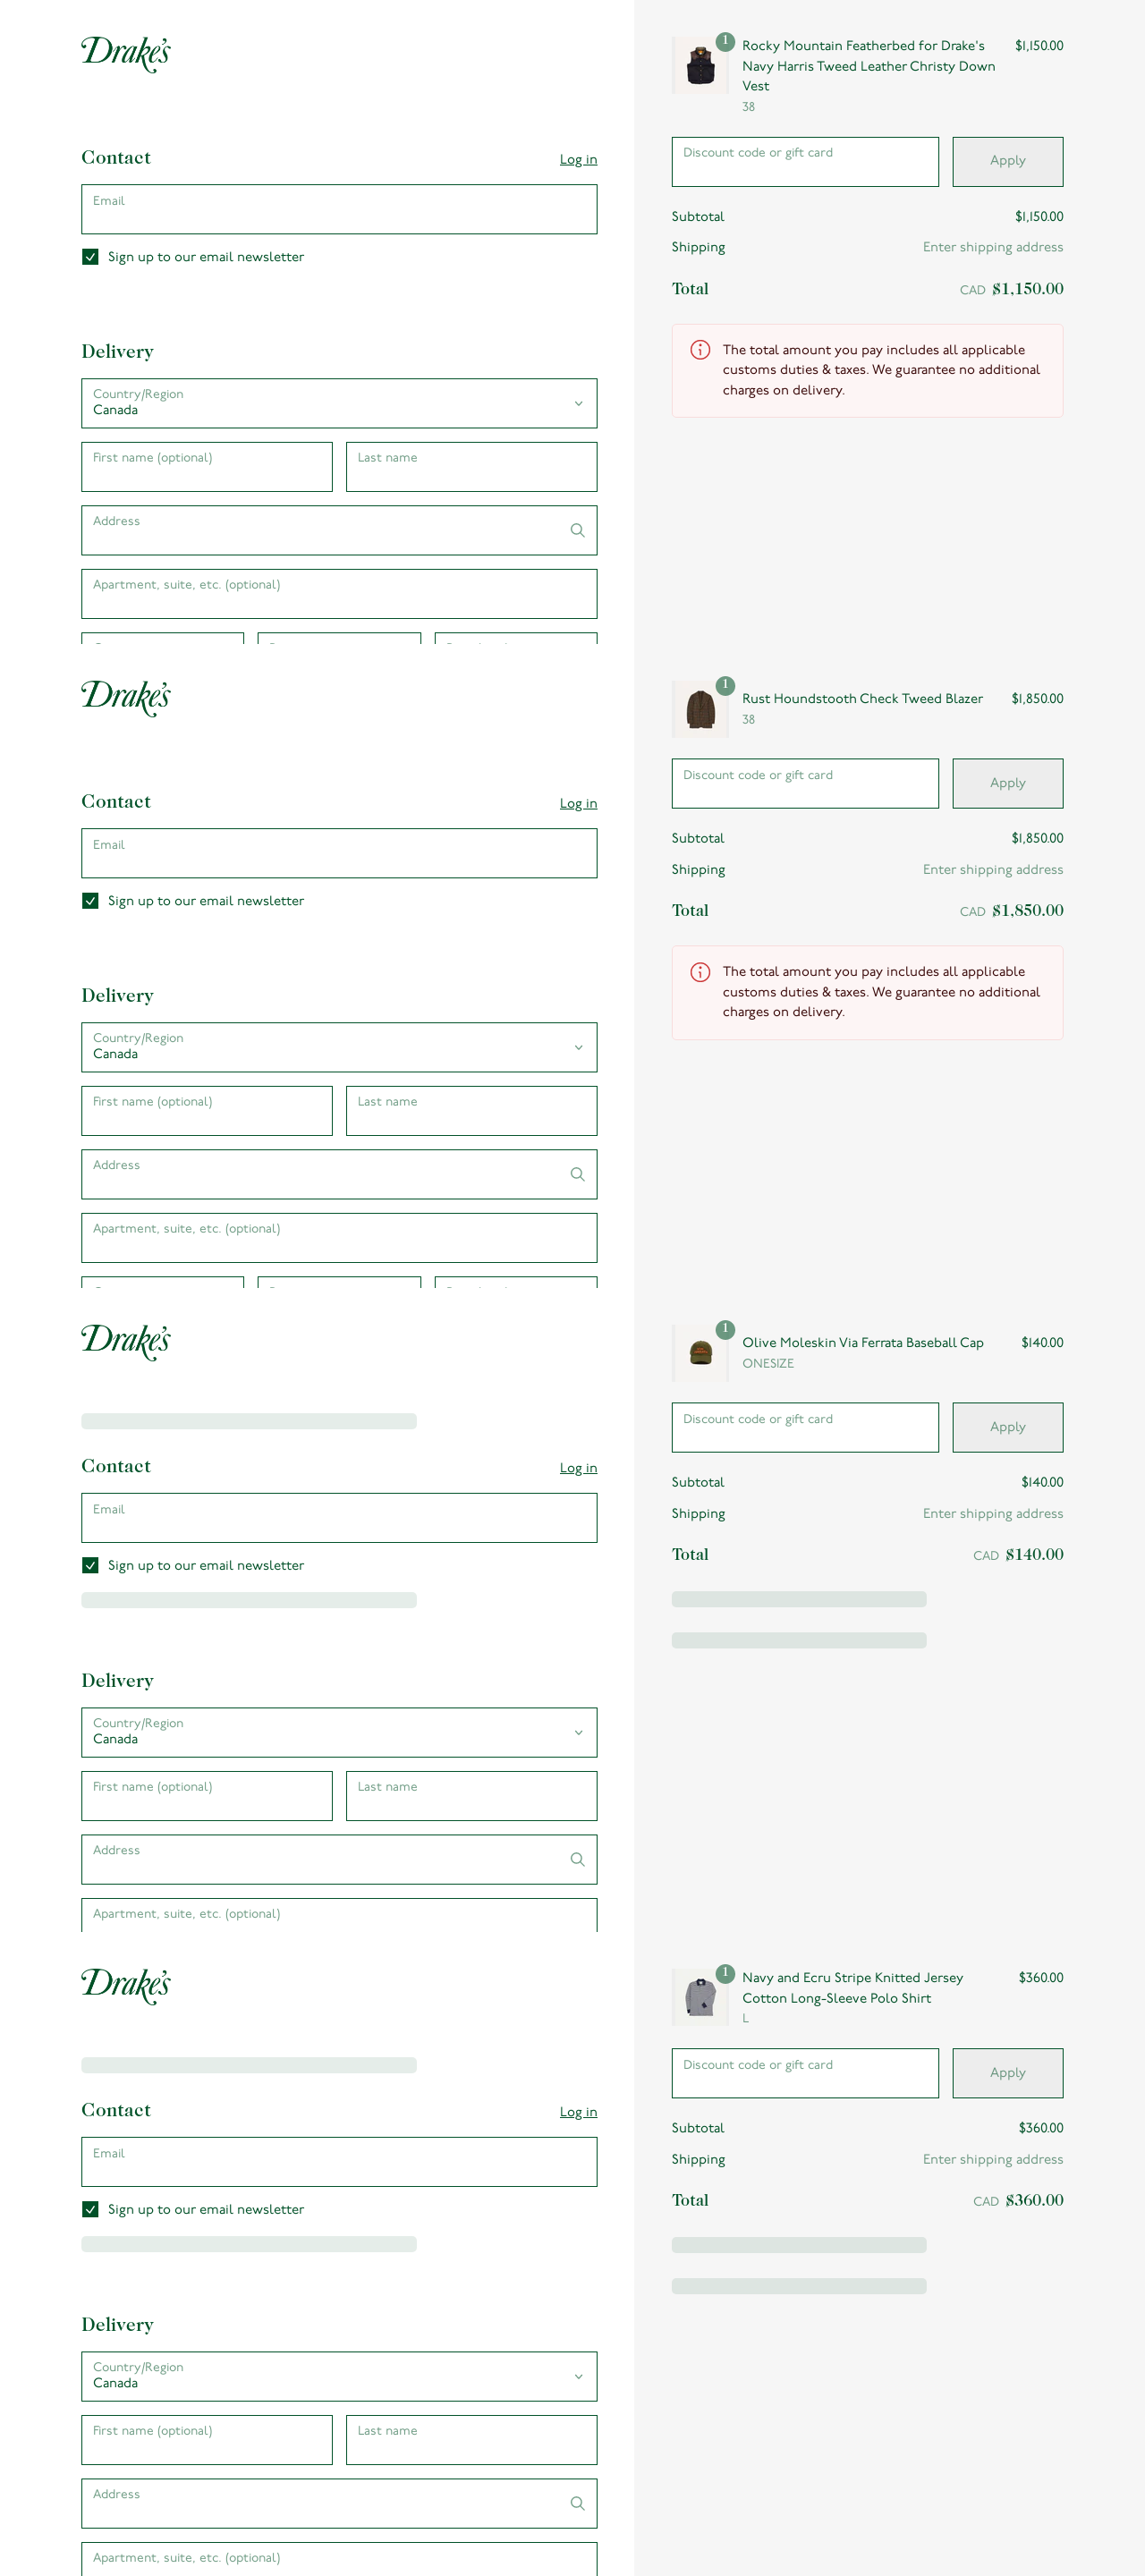 Drake's
Contact
Log in
Email
Sign up to our email newsletter
Delivery
Country/Region
Canada
First name (optional)
Last name
Address
Apartment, suite, etc. (optional)
1
Rocky Mountain Featherbed for Drake's
Navy Harris Tweed Leather Christy Down
Vest
38
$1,150.00
Discount code or gift card
Apply
Subtotal
$1,150.00
Shipping
Enter shipping address
Total
CAD $1,150.00
The total amount you pay includes all applicable
customs duties & taxes. We guarantee no additional
charges on delivery.
Drake's
Contact
Log in
Email
Sign up to our email newsletter
Delivery
Country/Region
Canada
First name (optional)
Last name
Address
Apartment, suite, etc. (optional)
1
Rust Houndstooth Check Tweed Blazer
38
$1,850.00
Discount code or gift card
Apply
Subtotal
$1,850.00
Shipping
Enter shipping address
Total
CAD $1,850.00
The total amount you pay includes all applicable
customs duties & taxes. We guarantee no additional
charges on delivery.
Drake's
Contact
Log in
Email
Sign up to our email newsletter
Delivery
Country/Region
Canada
First name (optional)
Last name
Address
Apartment, suite, etc. (optional)
1
Olive Moleskin Via Ferrata Baseball Cap
ONESIZE
$140.00
Discount code or gift card
Apply
Subtotal
$140.00
Shipping
Enter shipping address
Total
CAD $140.00
Drake's
Contact
Log in
Email
Sign up to our email newsletter
Delivery
Country/Region
Canada
First name (optional)
Last name
Address
Apartment, suite, etc. (optional)
1
Navy and Ecru Stripe Knitted Jersey
Cotton Long-Sleeve Polo Shirt
L
$360.00
Discount code or gift card
Apply
Subtotal
$360.00
Shipping
Enter shipping address
Total
CAD $360.00